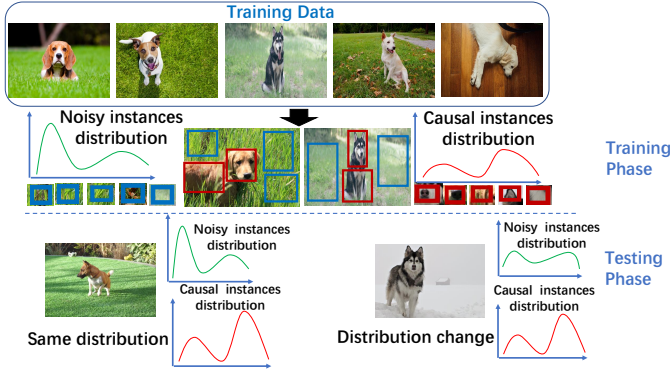 Training Data
Noisy instances
distribution
Causal instances
distribution
Training
Phase
Noisy instances
distribution
Causal instances
distribution
Same distribution
Noisy instances
distribution
Causal instances
distribution
Distribution change
Testing
Phase